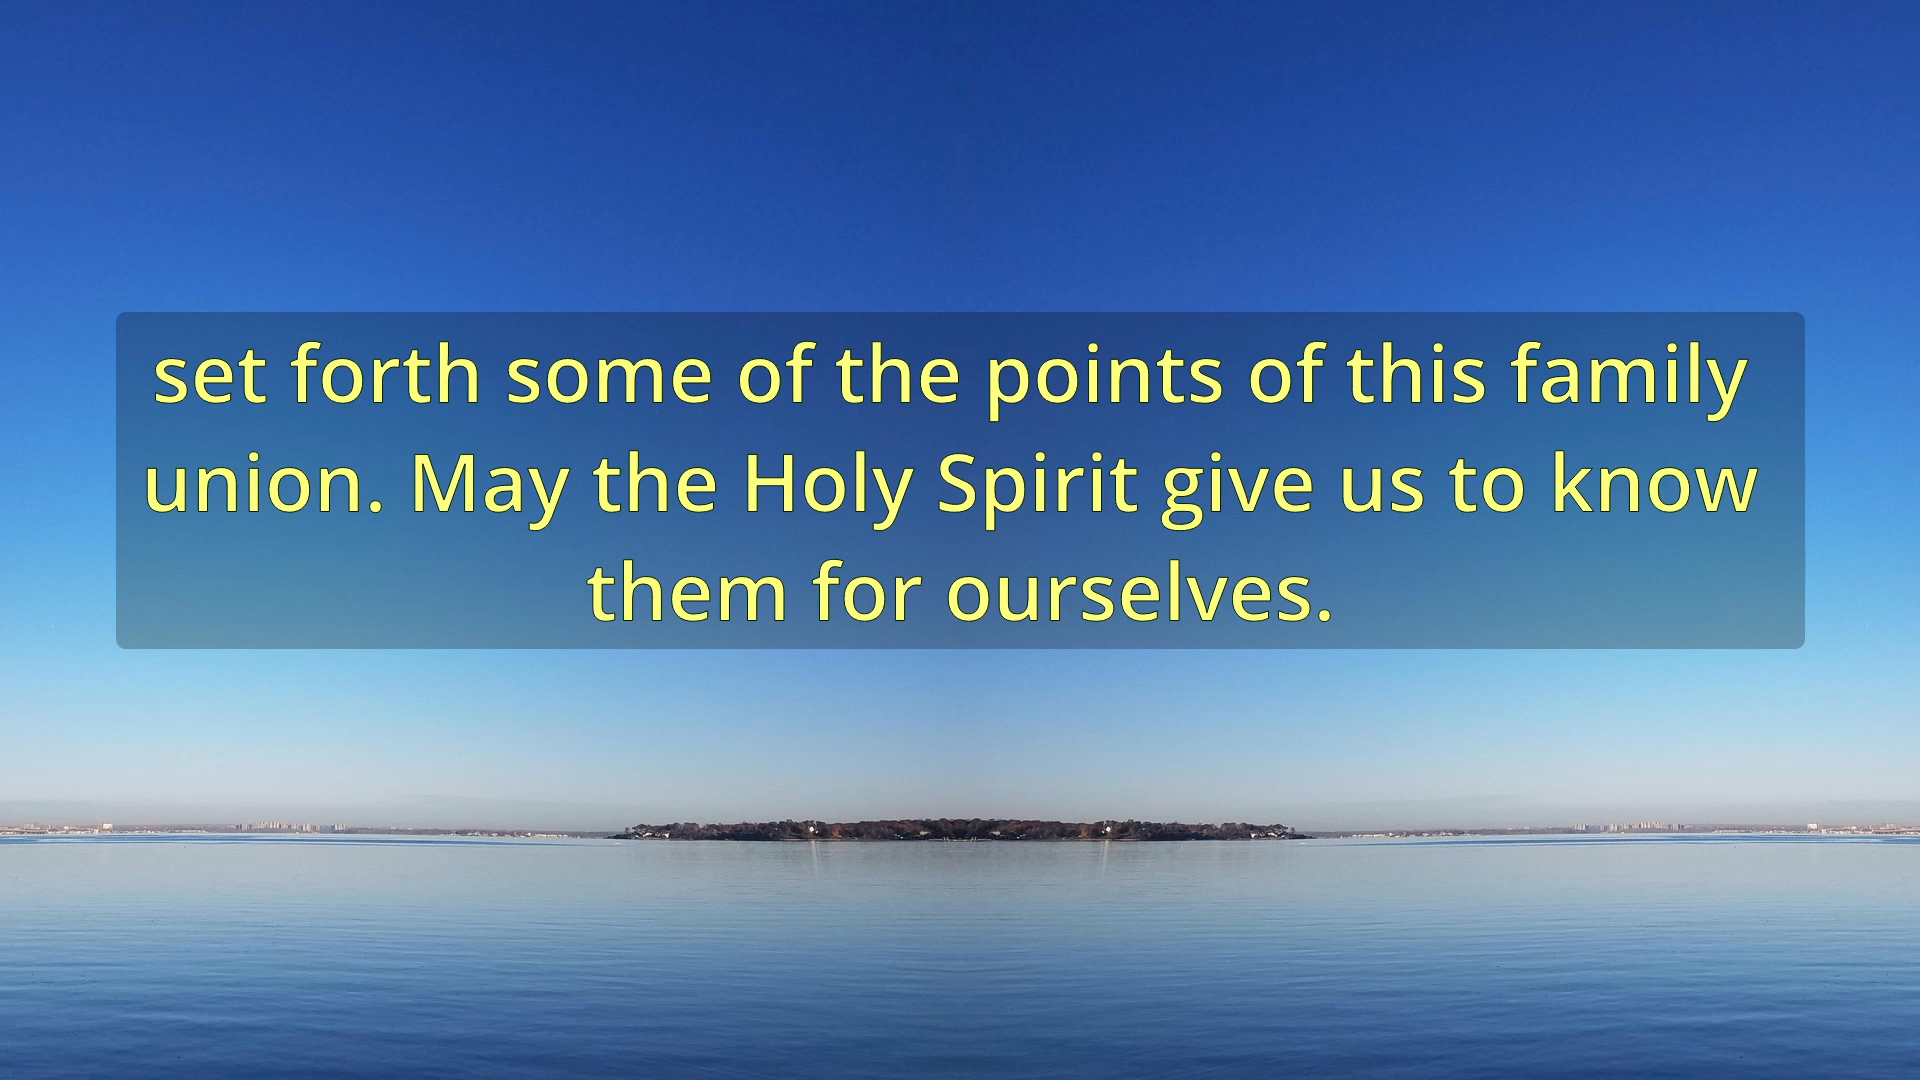 set forth some of the points of this family
union. May the Holy Spirit give us to know
them for ourselves.